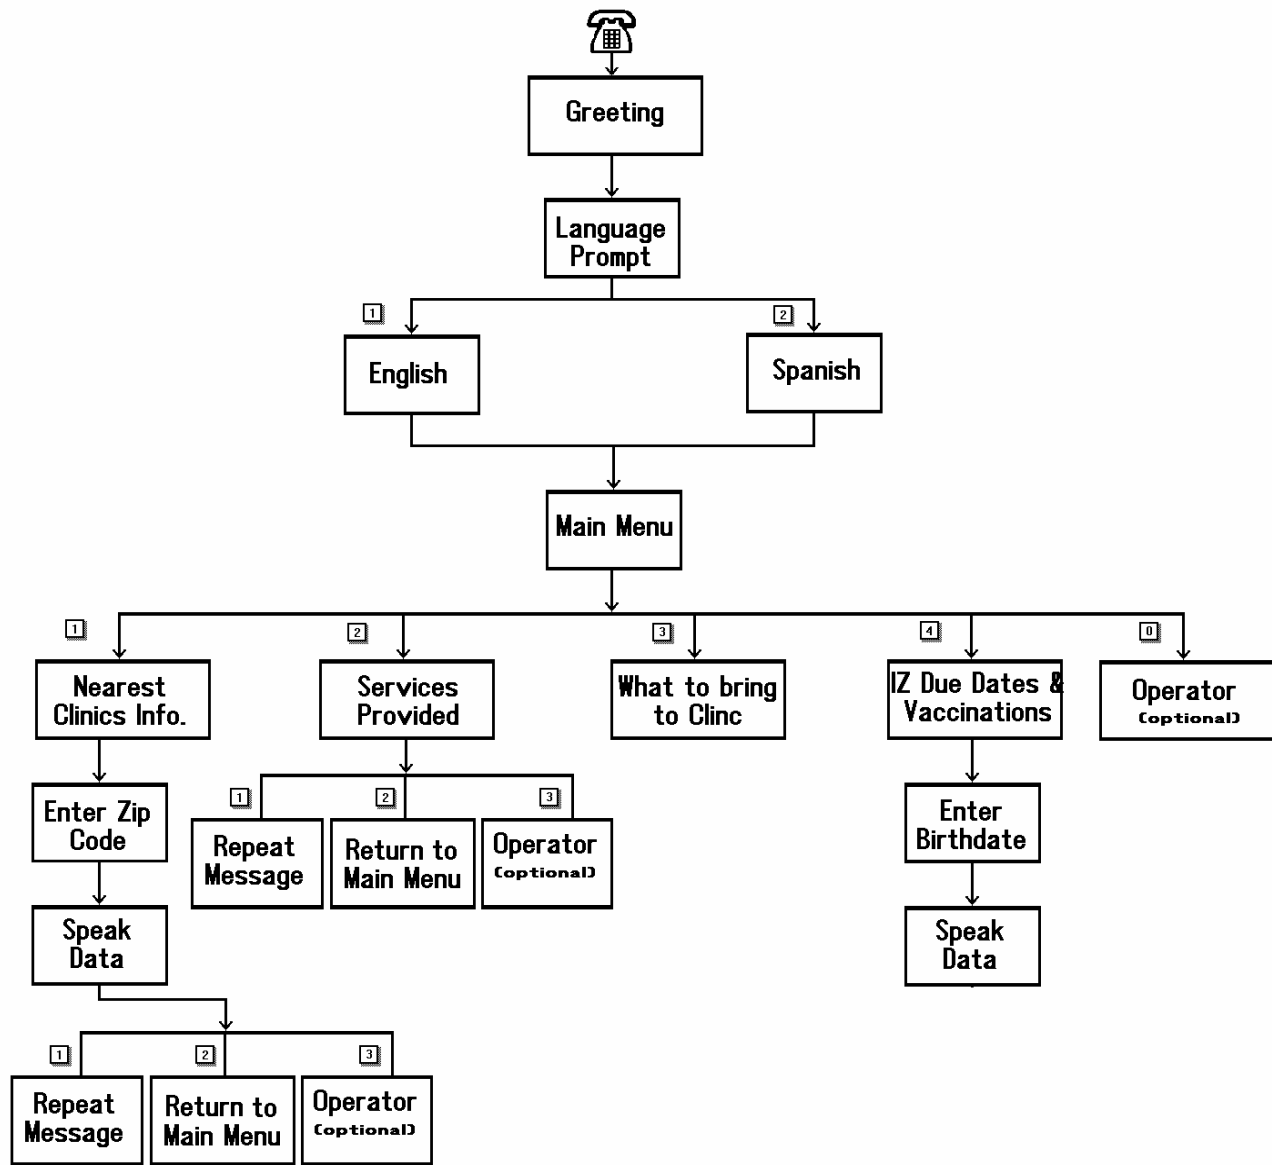 Greeting
Language
Prompt
1
2
English
Spanish
Main Menu
1
2
3
4
0
Nearest
Clinics Info.
Services
Provided
What to bring
to Clinc
IZ Due Dates &
Vaccinations
Operator
(optional)
Enter Zip
Code
1
2
3
Repeat
Message
Return to
Main Menu
Operator
(optional)
Enter
Birthdate
Speak
Data
Speak
Data
1
2
3
Repeat
Message
Return to
Main Menu
Operator
(optional)